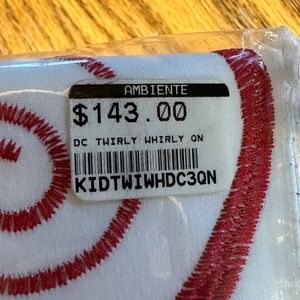 AMBIENTE
$143.00
DC TWIRLY WHIRLY QN
KIDTWIWHDC3QN